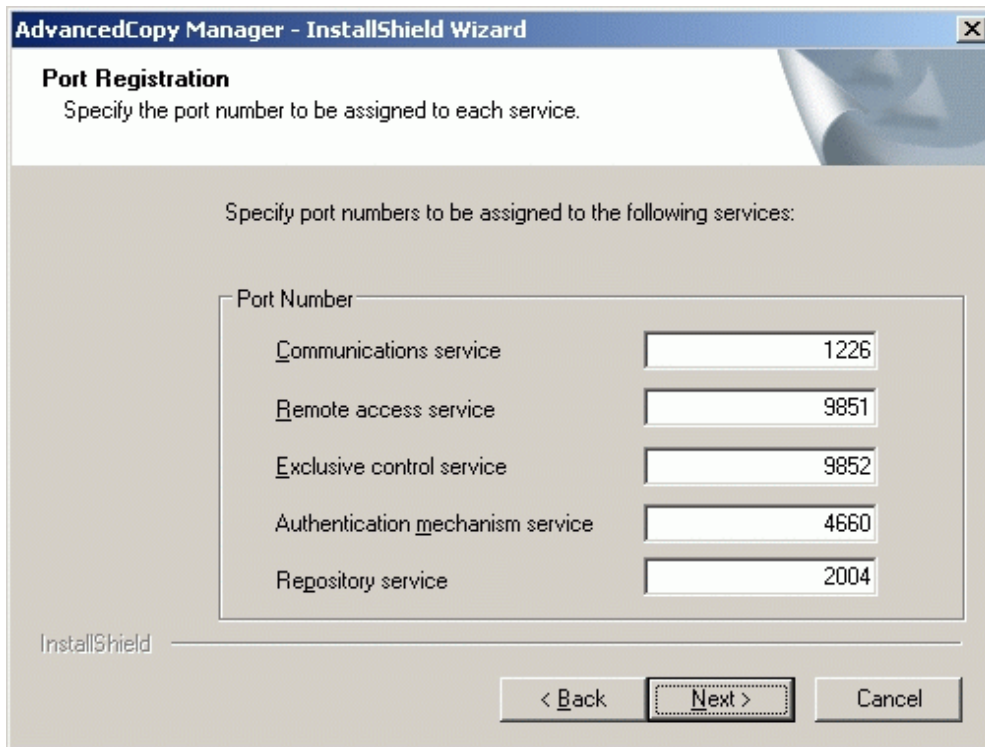 AdvancedCopy Manager - InstallShield Wizard
Port Registration
Specify the port number to be assigned to each service.
Specify port numbers to be assigned to the following services:
Port Number
Communications service 1226
Remote access service 9851
Exclusive control service 9852
Authentication mechanism service 4660
Repository service 2004
InstallShield
< Back Next > Cancel